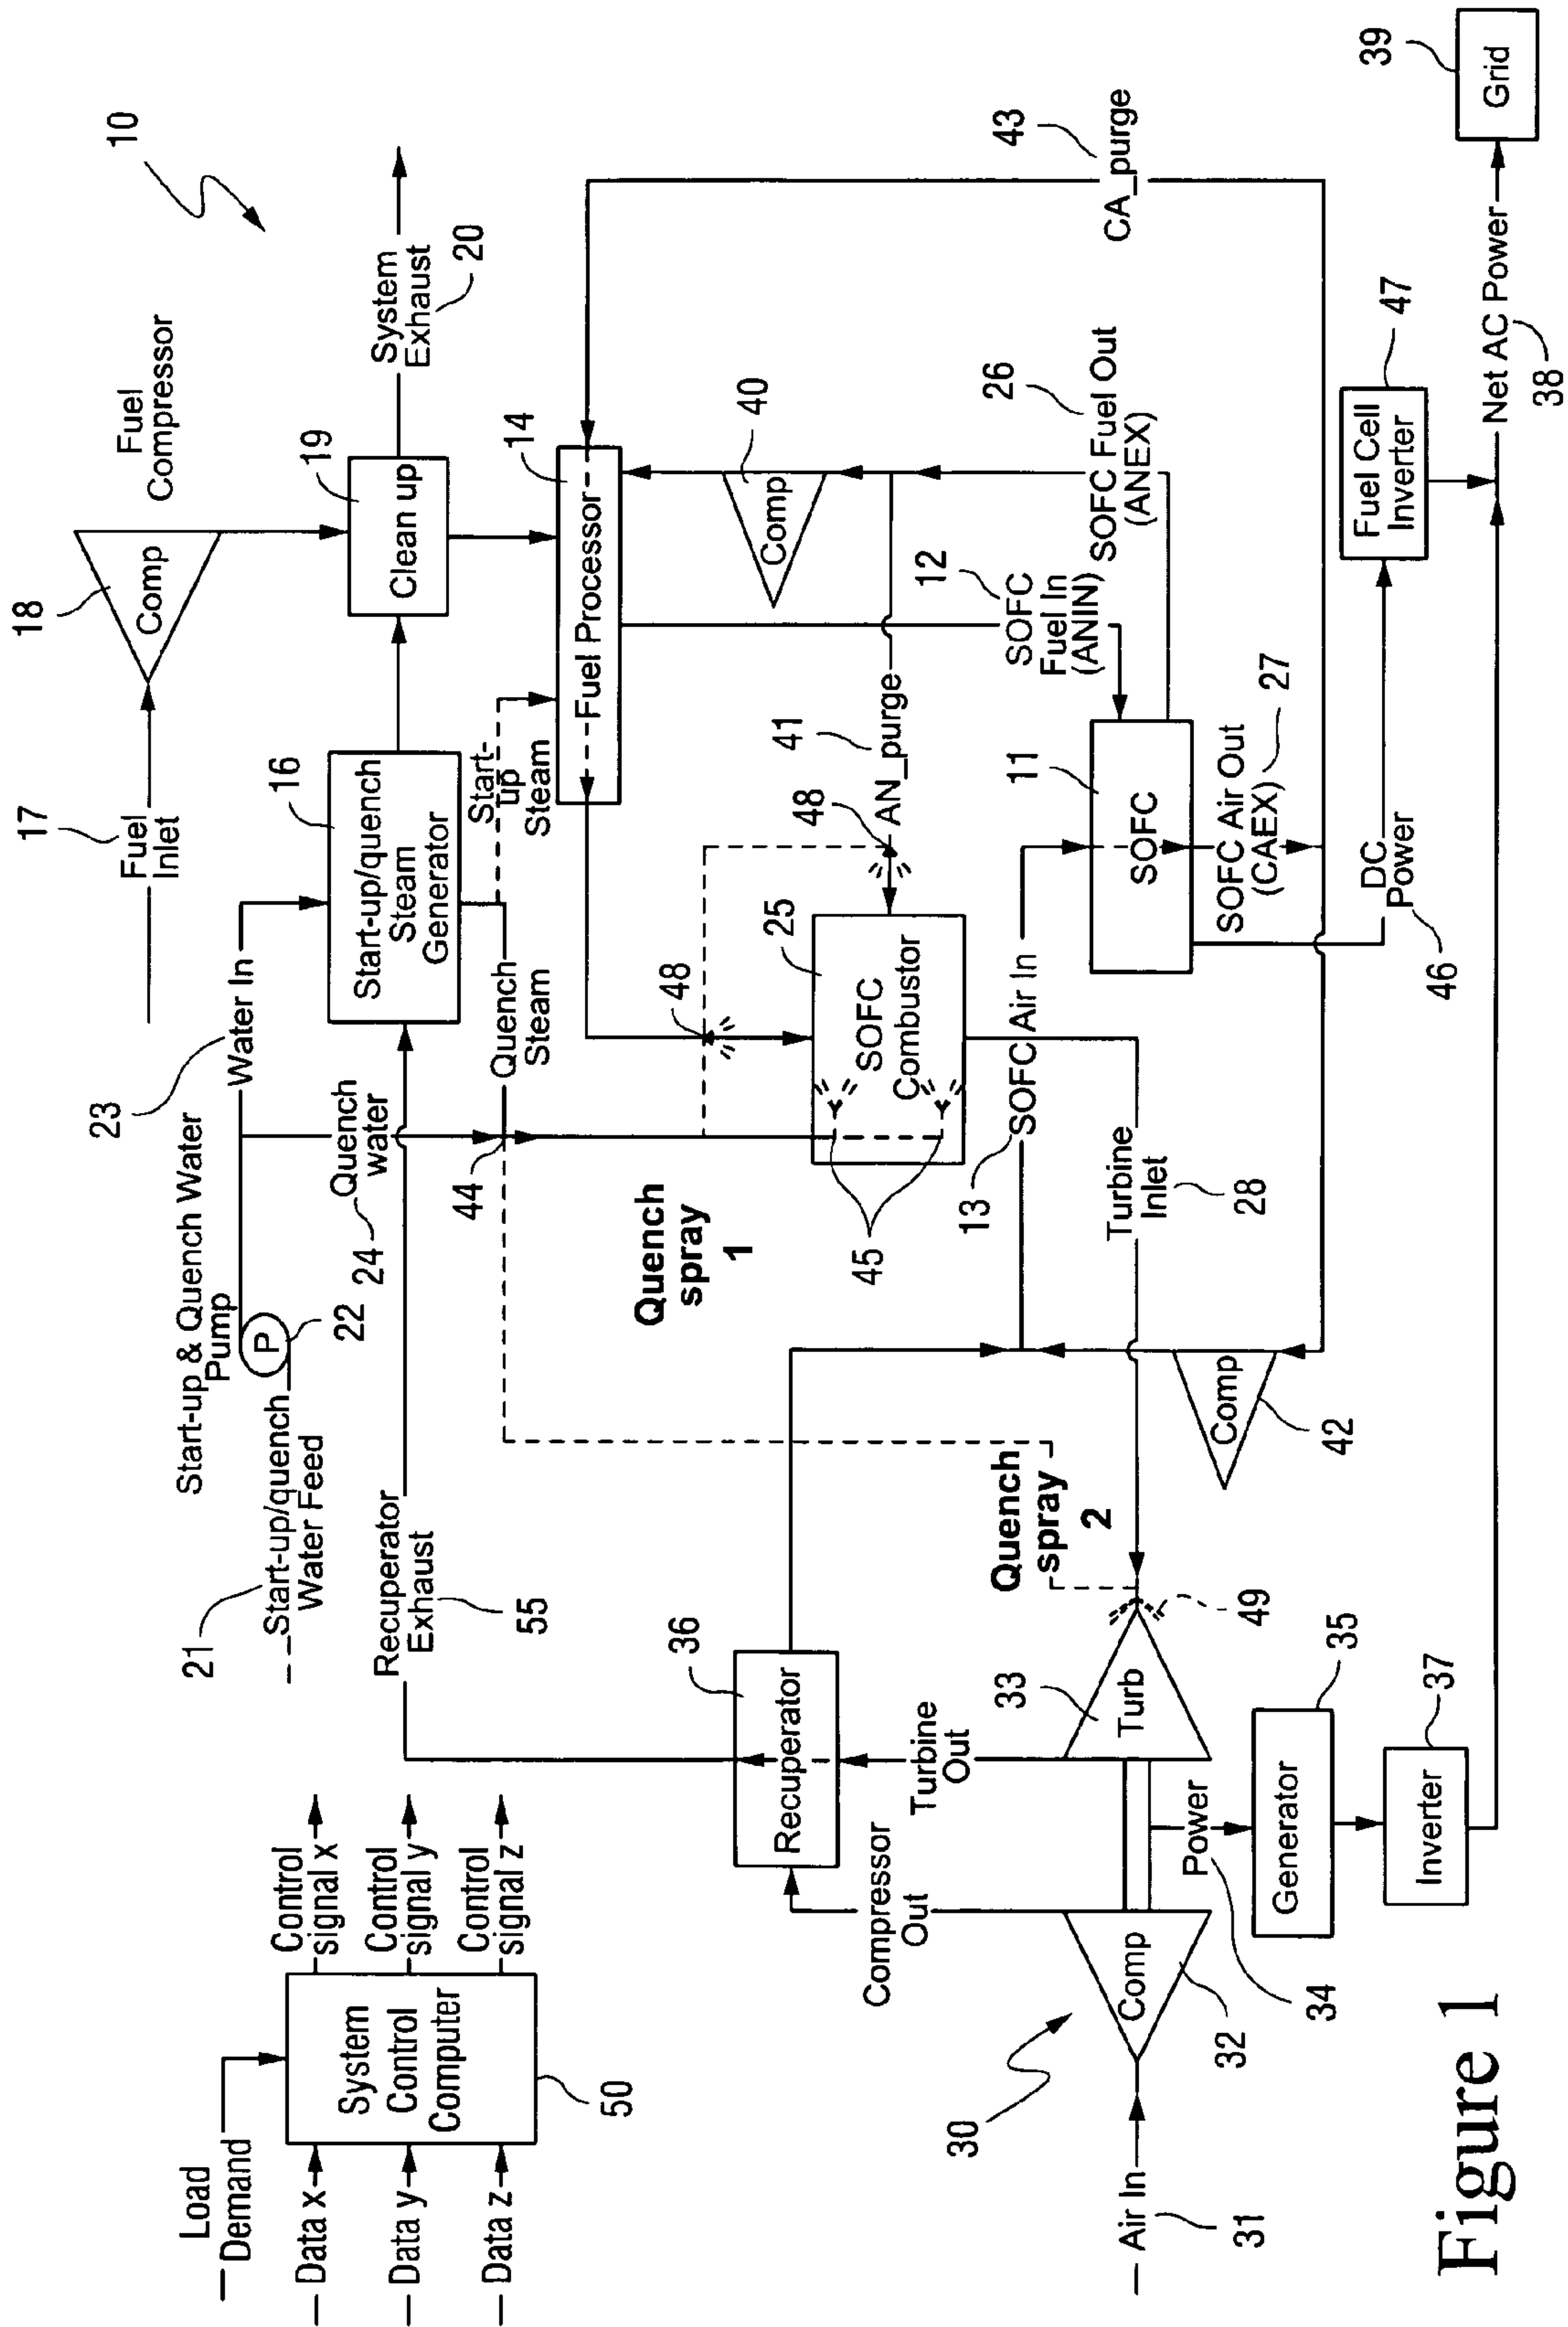 10
17
Fuel
Inlet
18
Comp
Fuel
Compressor
19
Clean up
System
Exhaust
20
16
Start-up/quench
Steam
Generator
Start-
up
Steam
14
Fuel Processor
40
Comp
43
CA_purge
26
SOFC Fuel Out
(ANEX)
12
SOFC
Fuel In
(ANIN)
41
AN_purge
48
48
25
SOFC
Combustor
45
11
SOFC
SOFC Air Out
(CAEX)
27
DC
Power
46
Fuel Cell
Inverter
47
Net AC Power
38
39
Grid
23
Water In
Start-up & Quench Water
Pump
P
22
21
Start-up/quench
Water Feed
Quench
water
24
44
Quench
Steam
Quench
spray
1
13
SOFC Air In
Turbine
Inlet
28
Comp
42
Quench
spray
2
49
Recuperator
Exhaust
55
36
Recuperator
Turbine
Out
33
Turb
35
Generator
37
Inverter
Compressor
Out
Power
34
30
Comp
32
Air In
31
Load
Demand
Data x
Data y
Data z
System
Control
Computer
50
Control
signal x
Control
signal y
Control
signal z
Figure 1